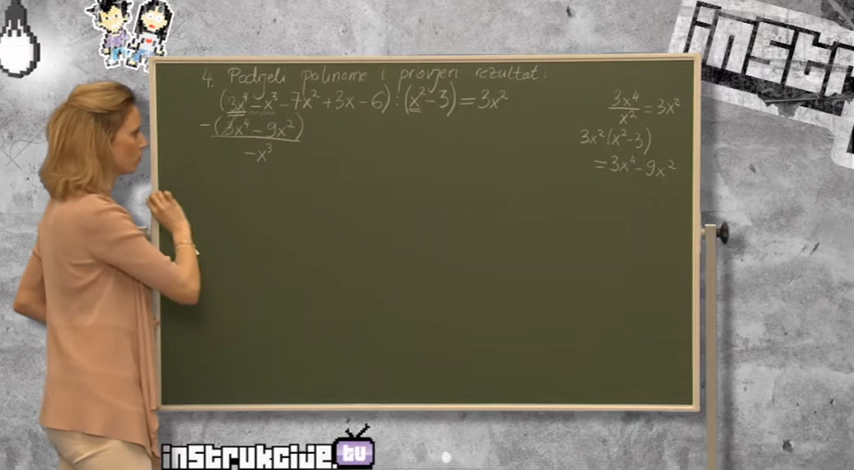 4. Podijeli polinome i provjeri rezultat:
(3x⁴ - x³ - 7x² + 3x - 6) : (x² - 3) = 3x²
-(3x⁴ - 9x²)
-x³
3x⁴/x² = 3x²
3x²(x² - 3)
= 3x⁴ - 9x²
instrukcije.tv